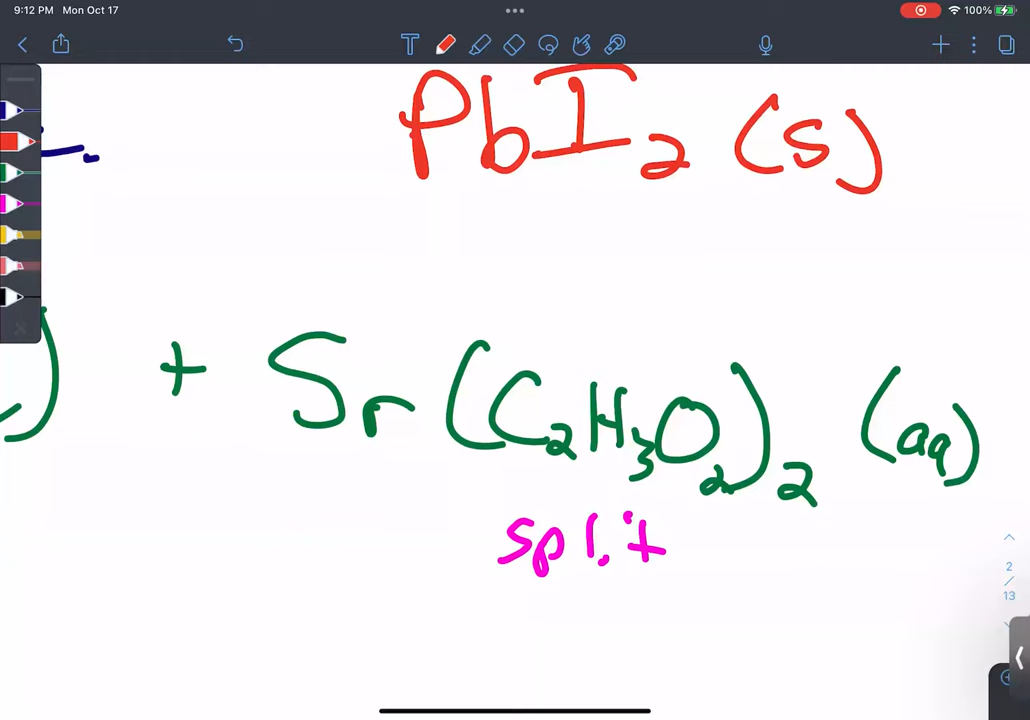 9:12 PM Mon Oct 17
100%
PbI₂ (s)
) + Sr(C₂H₃O₂)₂ (aq)
split
2
/
13